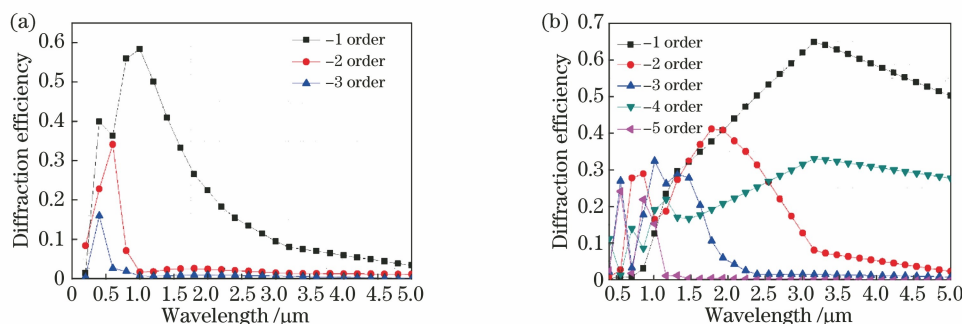 (a)
Diffraction efficiency
0.6
0.5
0.4
0.3
0.2
0.1
0
−1 order
−2 order
−3 order
0 0.5 1.0 1.5 2.0 2.5 3.0 3.5 4.0 4.5 5.0
Wavelength /μm
(b)
Diffraction efficiency
0.7
0.6
0.5
0.4
0.3
0.2
0.1
0
−1 order
−2 order
−3 order
−4 order
−5 order
0.4 0.5 1.0 1.5 2.0 2.5 3.0 3.5 4.0 4.5 5.0
Wavelength /μm